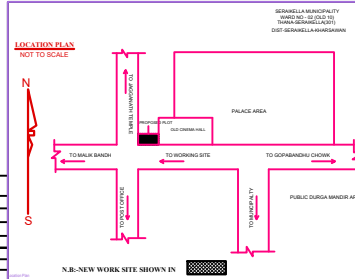 SERAIKELLA MUNICIPALITY
WARD NO - 02 (OLD 10)
THANA-SERAIKELLA(301)
DIST-SERAIKELLA-KHARSAWAN
LOCATION PLAN
NOT TO SCALE
N
S
TO JAGGANATH TEMPLE
PROPOSED PLOT
OLD CINEMA HALL
PALACE AREA
TO MALIK BANDH
TO WORKING SITE
TO GOPABANDHU CHOWK
TO POST OFFICE
TO MUNICIPALTY
PUBLIC DURGA MANDIR AR
N.B:-NEW WORK SITE SHOWN IN